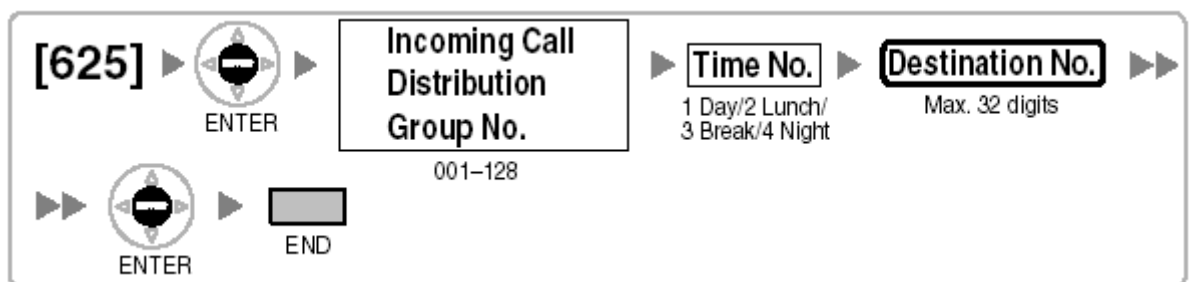 [625]
ENTER
Incoming Call
Distribution
Group No.
001–128
Time No.
1 Day/2 Lunch/
3 Break/4 Night
Destination No.
Max. 32 digits
ENTER
END